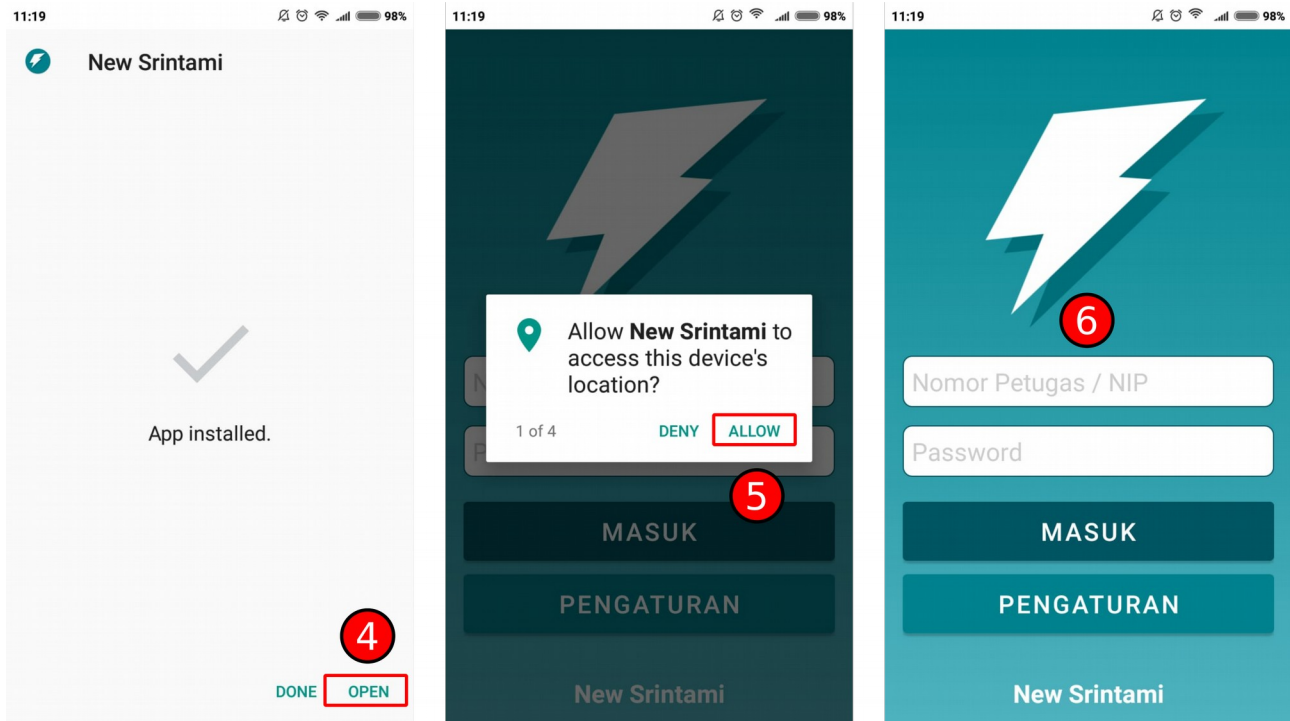 11:19 98%
New Srintami
App installed.
4
DONE OPEN
11:19 98%
Allow New Srintami to
access this device's
location?
1 of 4 DENY ALLOW
5
MASUK
PENGATURAN
New Srintami
11:19 98%
6
Nomor Petugas / NIP
Password
MASUK
PENGATURAN
New Srintami